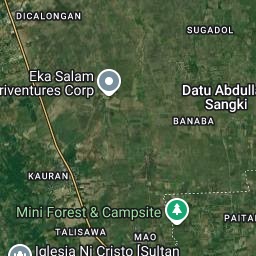 DICALONGAN
SUGADOL
Eka Salam
riventures Corp
Datu Abdulla
Sangki
BANABA
KAURAN
Mini Forest & Campsite
PAITA
TALISAWA
MAO
Iglesia Ni Cristo [Sultan